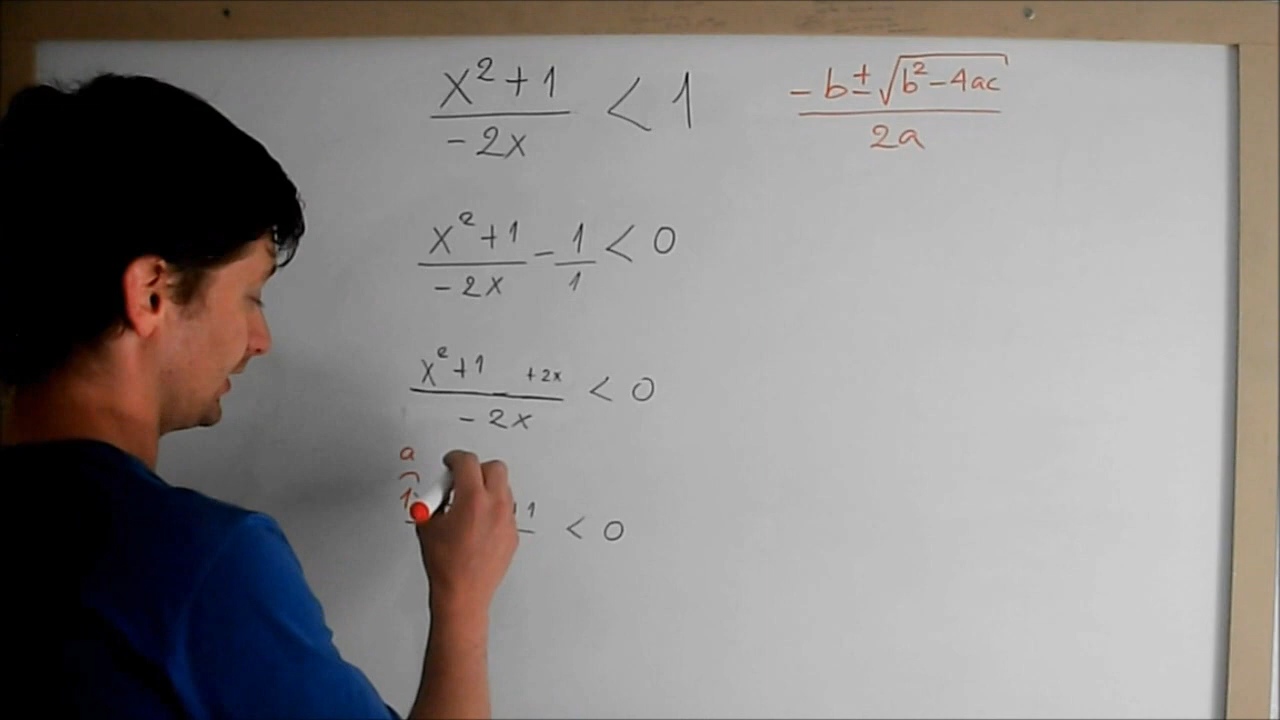 x² + 1 / -2x < 1
-b ± √(b² - 4ac) / 2a
x² + 1 / -2x - 1/1 < 0
x² + 1 + 2x / -2x < 0
a
1 +1 < 0